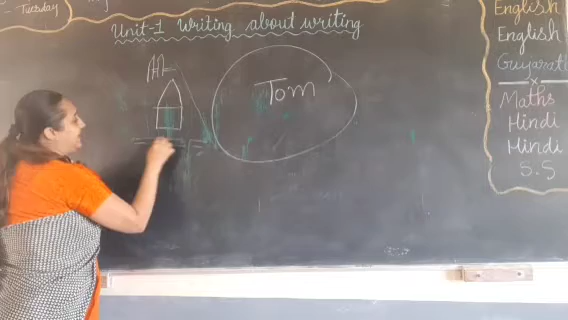 Tuesday
Unit-1 Writing about writing
Tom
English
English
Gujarati
Maths
Hindi
Hindi
S.S